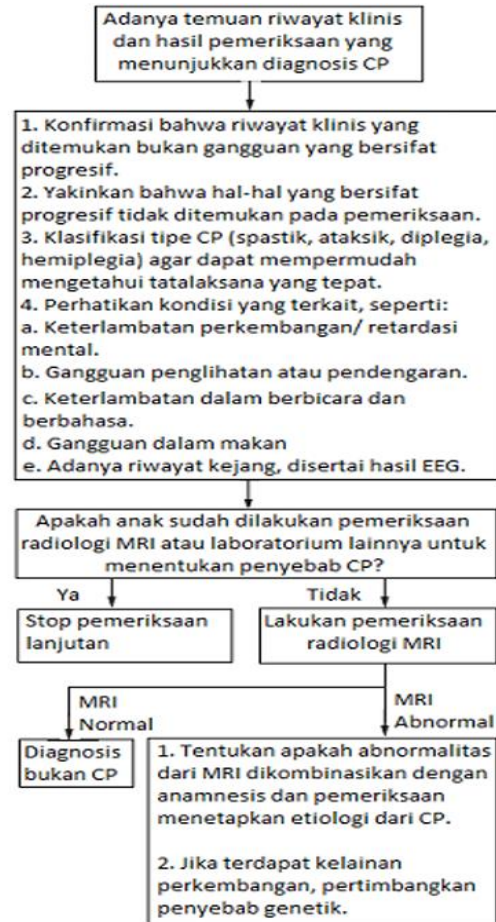 Adanya temuan riwayat klinis
dan hasil pemeriksaan yang
menunjukkan diagnosis CP
1. Konfirmasi bahwa riwayat klinis yang
ditemukan bukan gangguan yang bersifat
progresif.
2. Yakinkan bahwa hal-hal yang bersifat
progresif tidak ditemukan pada pemeriksaan.
3. Klasifikasi tipe CP (spastik, ataksik, diplegia,
hemiplegia) agar dapat mempermudah
mengetahui tatalaksana yang tepat.
4. Perhatikan kondisi yang terkait, seperti:
a. Keterlambatan perkembangan/ retardasi
mental.
b. Gangguan penglihatan atau pendengaran.
c. Keterlambatan dalam berbicara dan
berbahasa.
d. Gangguan dalam makan
e. Adanya riwayat kejang, disertai hasil EEG.
Apakah anak sudah dilakukan pemeriksaan
radiologi MRI atau laboratorium lainnya untuk
menentukan penyebab CP?
Ya
Tidak
Stop pemeriksaan
lanjutan
Lakukan pemeriksaan
radiologi MRI
MRI
Normal
MRI
Abnormal
Diagnosis
bukan CP
1. Tentukan apakah abnormalitas
dari MRI dikombinasikan dengan
anamnesis dan pemeriksaan
menetapkan etiologi dari CP.
2. Jika terdapat kelainan
perkembangan, pertimbangkan
penyebab genetik.